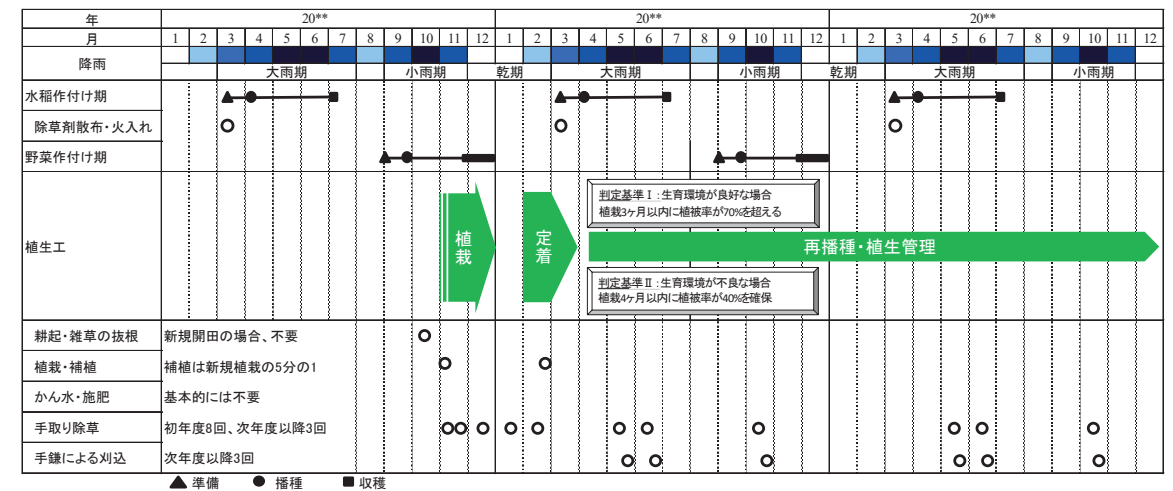 年 20** 20** 20**
月 1 2 3 4 5 6 7 8 9 10 11 12 1 2 3 4 5 6 7 8 9 10 11 12 1 2 3 4 5 6 7 8 9 10 11 12
降雨
大雨期 小雨期 乾期 大雨期 小雨期 乾期 大雨期 小雨期
水稲作付け期
除草剤散布・火入れ
野菜作付け期
判定基準Ⅰ:生育環境が良好な場合
植栽3ヶ月以内に植被率が70%を超える
植生工
植栽
定着
再播種・植生管理
判定基準Ⅱ:生育環境が不良な場合
植栽4ヶ月以内に植被率が40%を確保
耕起・雑草の抜根 新規開田の場合、不要
植栽・補植 補植は新規植栽の5分の1
かん水・施肥 基本的には不要
手取り除草 初年度8回、次年度以降3回
手鎌による刈込 次年度以降3回
▲ 準備 ● 播種 ■ 収穫